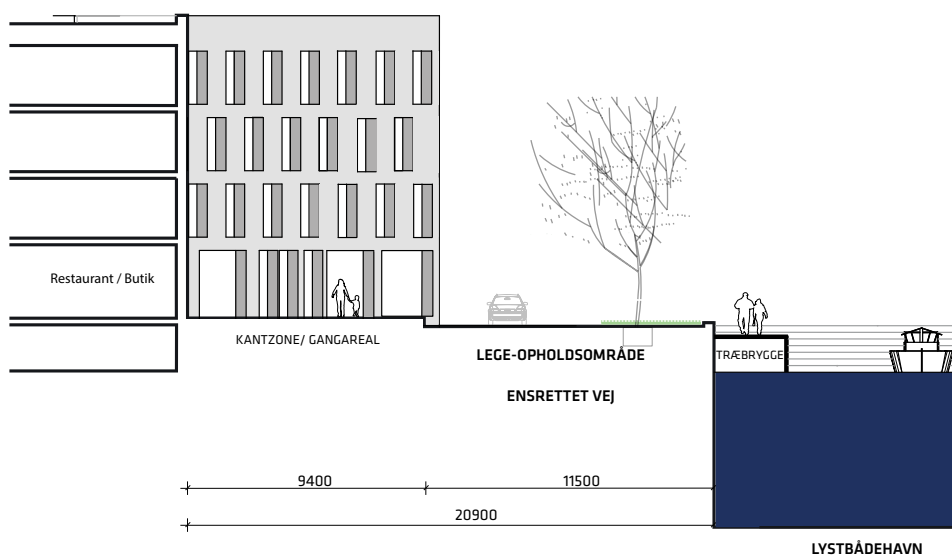 Restaurant / Butik
KANTZONE/ GANGAREAL
LEGE-OPHOLDSOMRÅDE
TRÆBRYGGE
ENSRETTET VEJ
9400
11500
20900
LYSTBÅDEHAVN